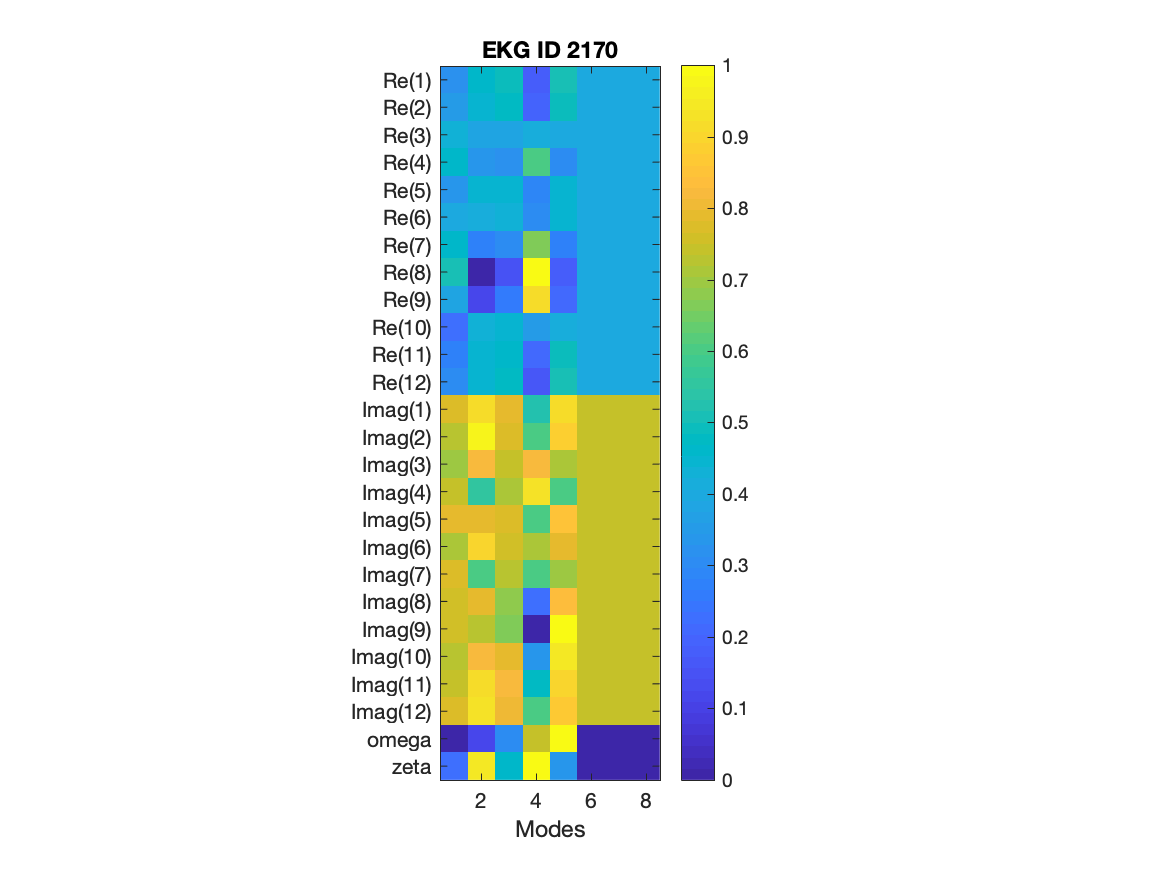 EKG ID 2170
Re(1)
Re(2)
Re(3)
Re(4)
Re(5)
Re(6)
Re(7)
Re(8)
Re(9)
Re(10)
Re(11)
Re(12)
Imag(1)
Imag(2)
Imag(3)
Imag(4)
Imag(5)
Imag(6)
Imag(7)
Imag(8)
Imag(9)
Imag(10)
Imag(11)
Imag(12)
omega
zeta
2 4 6 8
Modes
1
0.9
0.8
0.7
0.6
0.5
0.4
0.3
0.2
0.1
0